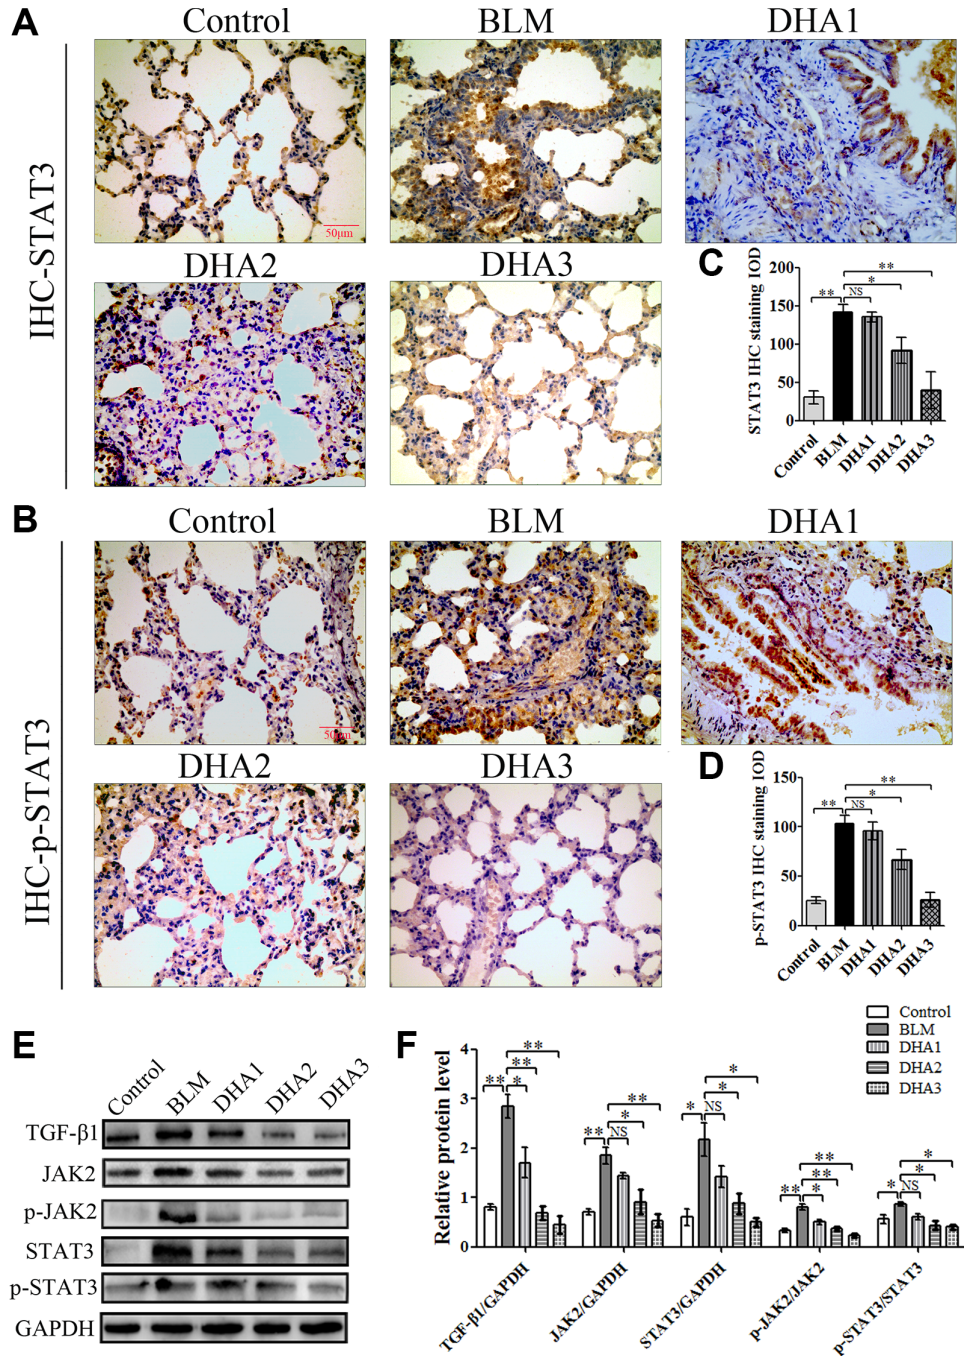 A
Control
BLM
DHA1
IHC-STAT3
50μm
DHA2
DHA3
C
STAT3 IHC staining IOD
200
150
100
50
0
**
NS
*
**
Control
BLM
DHA1
DHA2
DHA3
B
Control
BLM
DHA1
IHC-p-STAT3
50μm
DHA2
DHA3
D
p-STAT3 IHC staining IOD
150
100
50
0
**
NS
*
**
Control
BLM
DHA1
DHA2
DHA3
E
Control
BLM
DHA1
DHA2
DHA3
TGF-β1
JAK2
p-JAK2
STAT3
p-STAT3
GAPDH
F
Control
BLM
DHA1
DHA2
DHA3
Relative protein level
4
3
2
1
0
**
**
** *
**
*
** NS
*
*
* NS
**
**
** *
*
*
* NS
TGF-β1/GAPDH
JAK2/GAPDH
STAT3/GAPDH
p-JAK2/JAK2
p-STAT3/STAT3